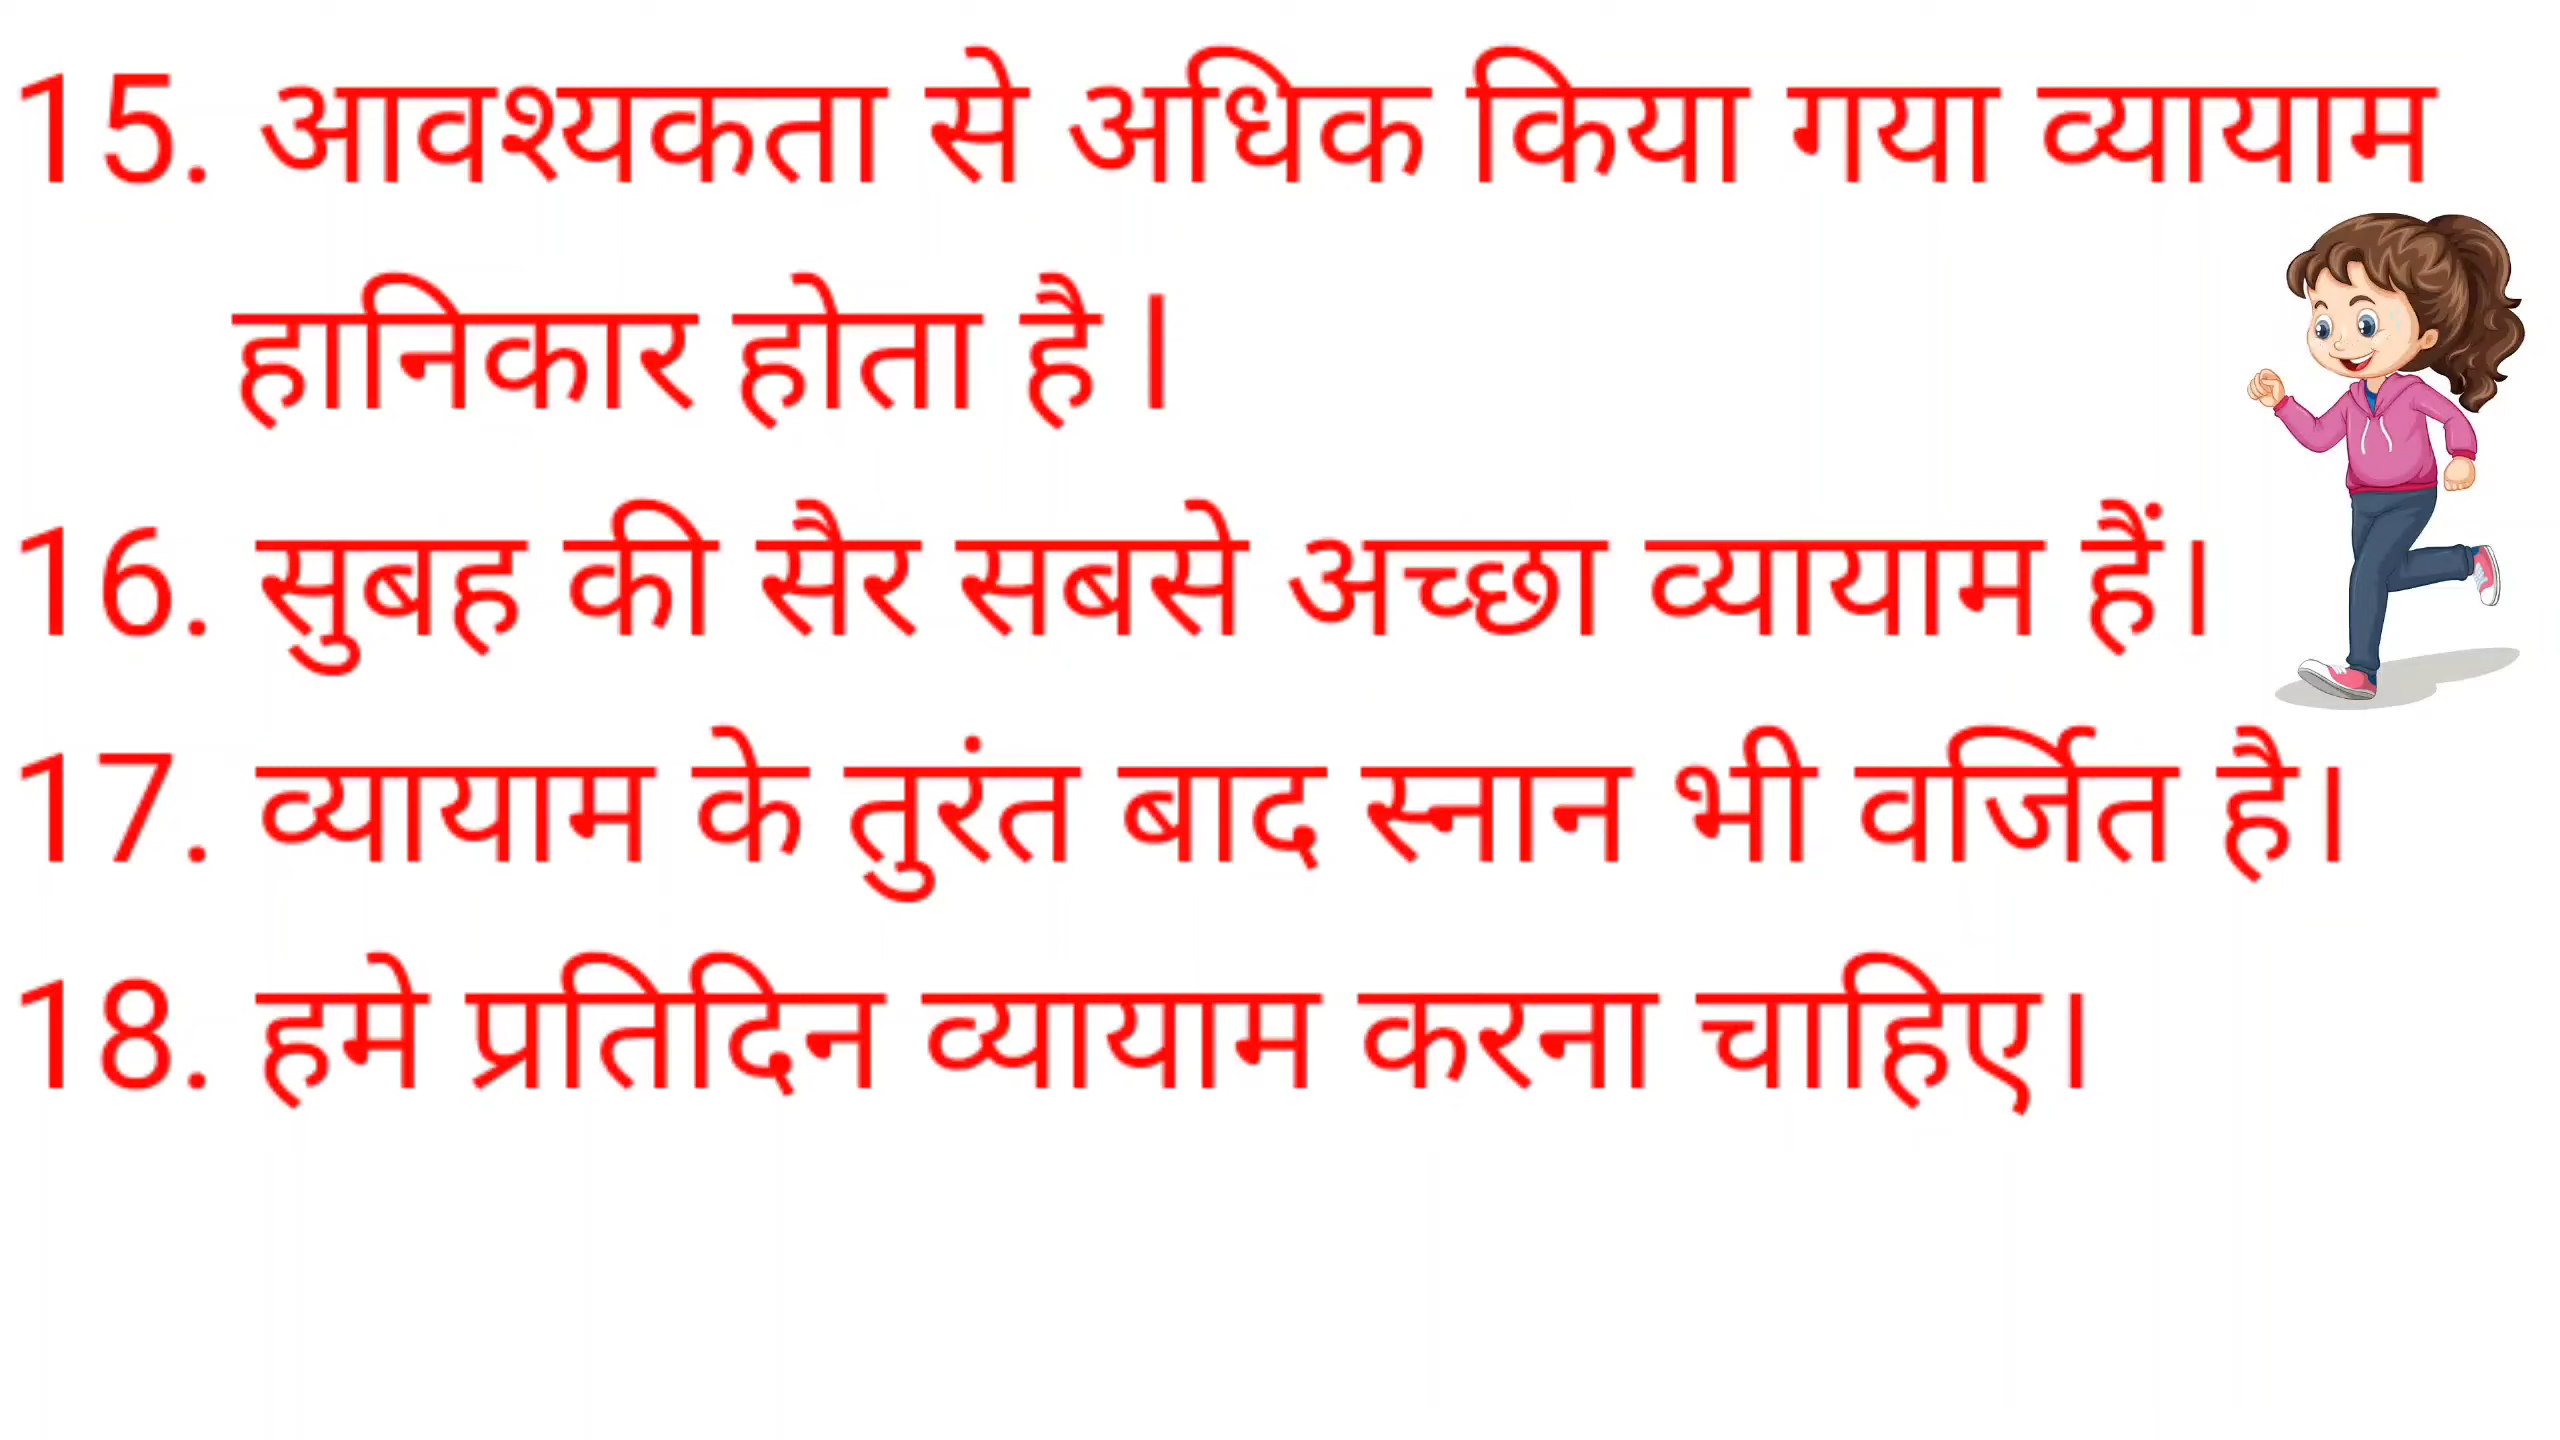 15. आवश्यकता से अधिक किया गया व्यायाम
हानिकार होता है ।
16. सुबह की सैर सबसे अच्छा व्यायाम हैं।
17. व्यायाम के तुरंत बाद स्नान भी वर्जित है।
18. हमे प्रतिदिन व्यायाम करना चाहिए।